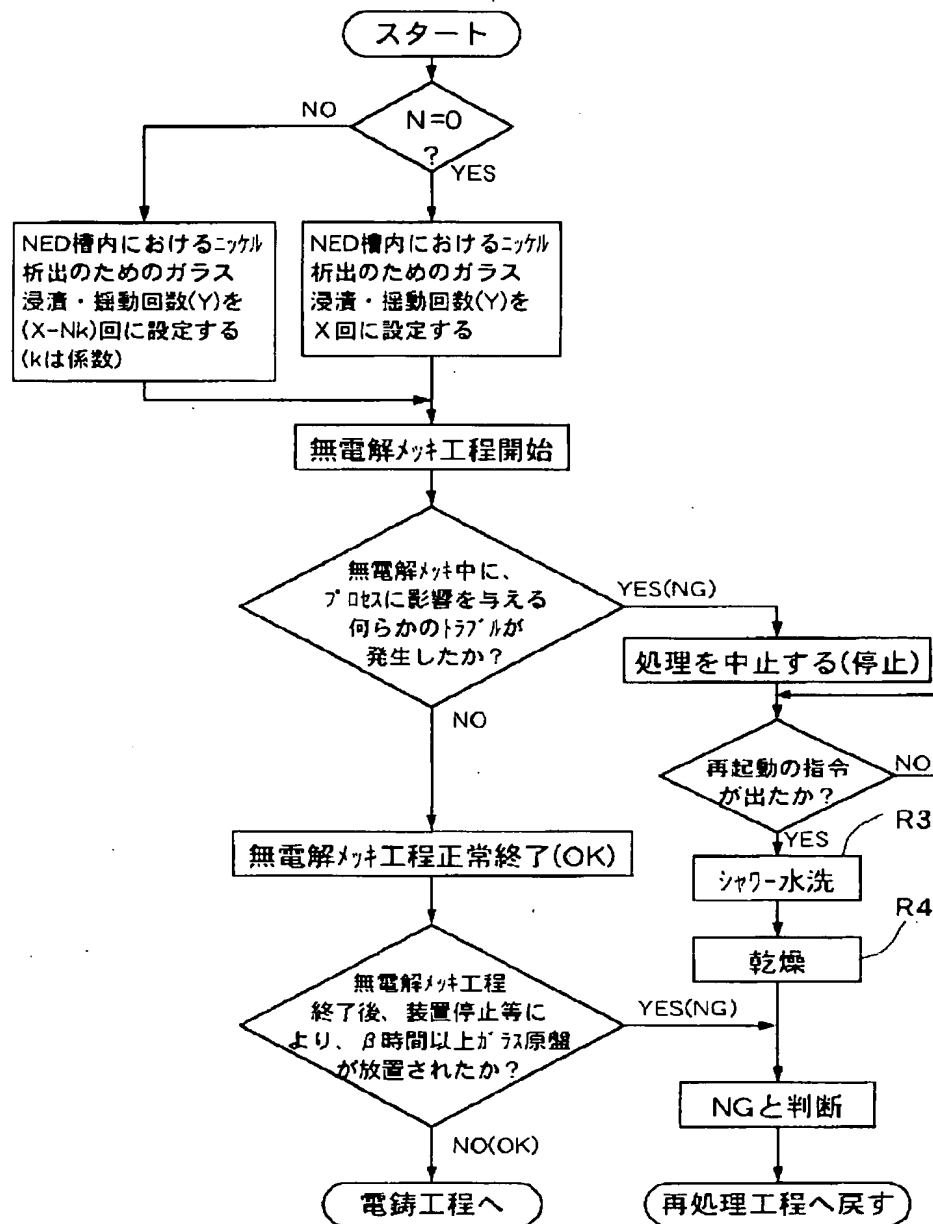 スタート
N=0
?
NO
YES
NED槽内におけるニッケル
析出のためのガラス
浸漬・揺動回数(Y)を
(X-Nk)回に設定する
(kは係数)
NED槽内におけるニッケル
析出のためのガラス
浸漬・揺動回数(Y)を
X回に設定する
無電解メッキ工程開始
無電解メッキ中に、
プロセスに影響を与える
何らかのトラブルが
発生したか?
YES(NG)
NO
処理を中止する(停止)
再起動の指令
が出たか?
NO
YES
R3
シャワー水洗
R4
乾燥
無電解メッキ工程正常終了(OK)
無電解メッキ工程
終了後、装置停止等に
より、β時間以上ガラス原盤
が放置されたか?
YES(NG)
NO(OK)
NGと判断
電鋳工程へ
再処理工程へ戻す